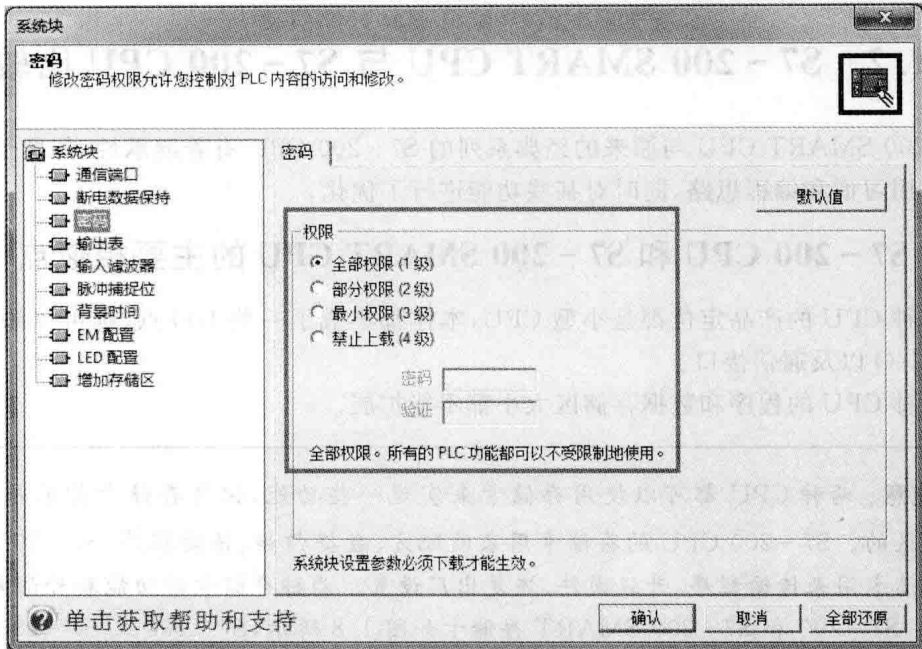 系统块
密码
修改密码权限允许您控制对 PLC 内容的访问和修改。
系统块
通信端口
断电数据保持
密码
输出表
输入滤波器
脉冲捕捉位
背景时间
EM 配置
LED 配置
增加存储区
密码
默认值
权限
全部权限 (1 级)
部分权限 (2 级)
最小权限 (3 级)
禁止上载 (4 级)
密码
验证
全部权限。所有的 PLC 功能都可以不受限制地使用。
系统块设置参数必须下载才能生效。
单击获取帮助和支持
确认
取消
全部还原